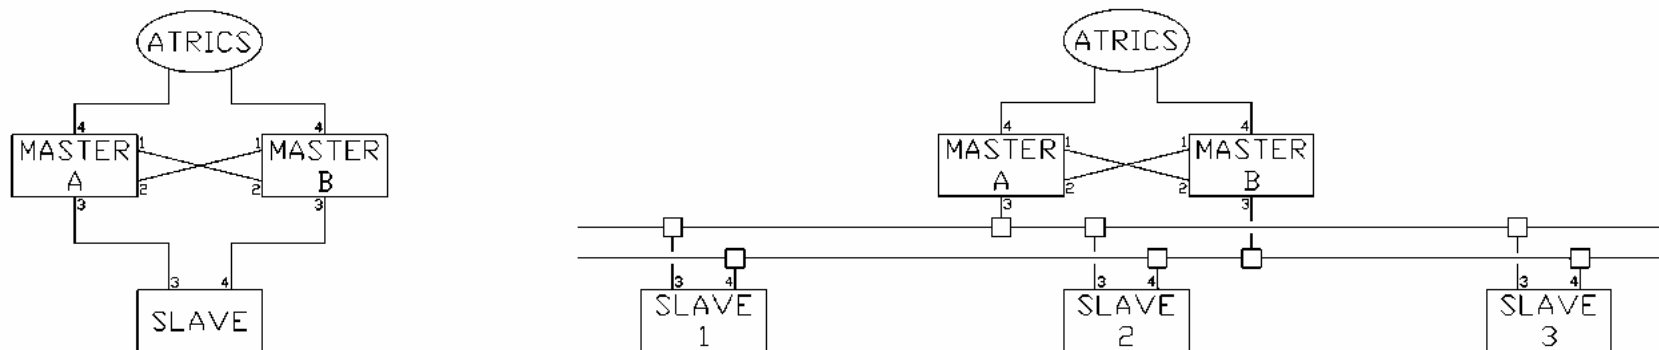 ATRICS
4 4
MASTER 1 1 MASTER
A 2 2 B
3 3
3 4
SLAVE
ATRICS
4 4
MASTER 1 1 MASTER
A 2 2 B
3 3
3 4 3 4 3 4
SLAVE SLAVE SLAVE
1 2 3